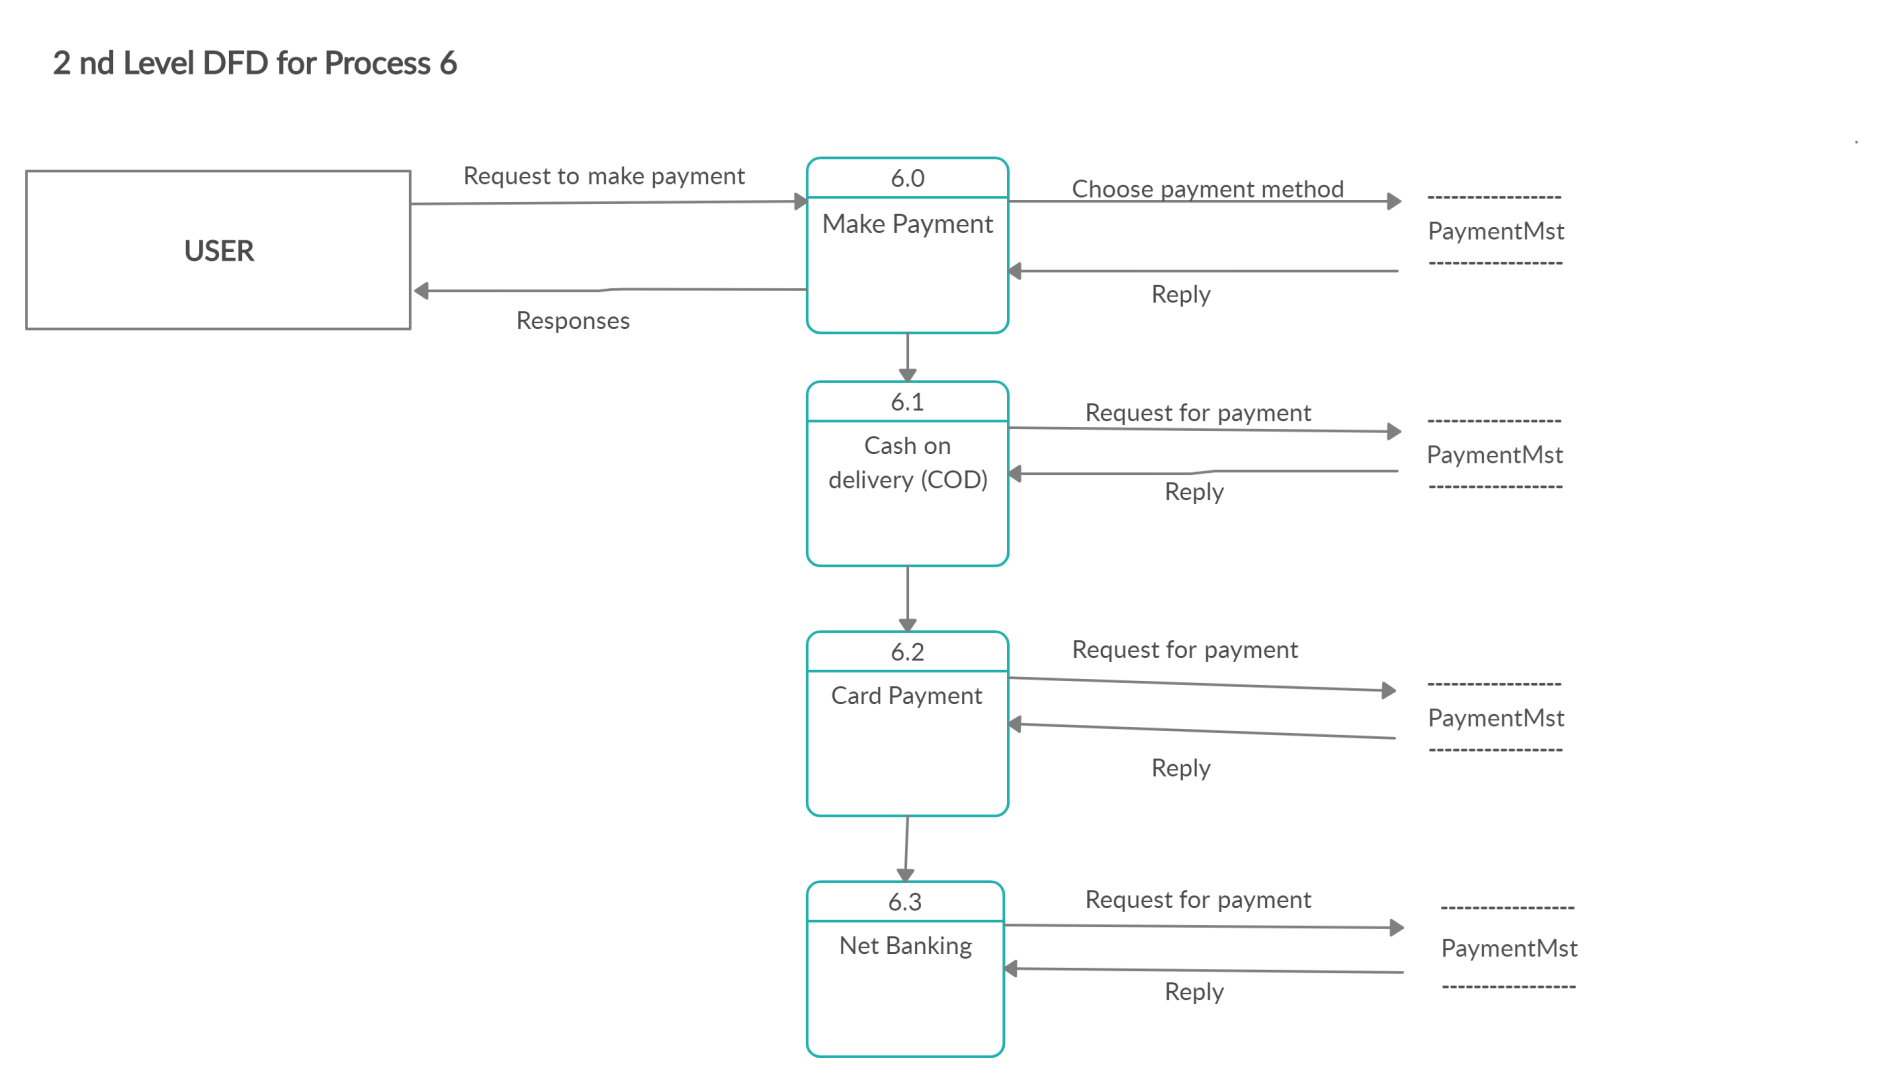 2 nd Level DFD for Process 6
USER
Request to make payment
Responses
6.0
Make Payment
Choose payment method
Reply
PaymentMst
6.1
Cash on
delivery (COD)
Request for payment
Reply
PaymentMst
6.2
Card Payment
Request for payment
Reply
PaymentMst
6.3
Net Banking
Request for payment
Reply
PaymentMst